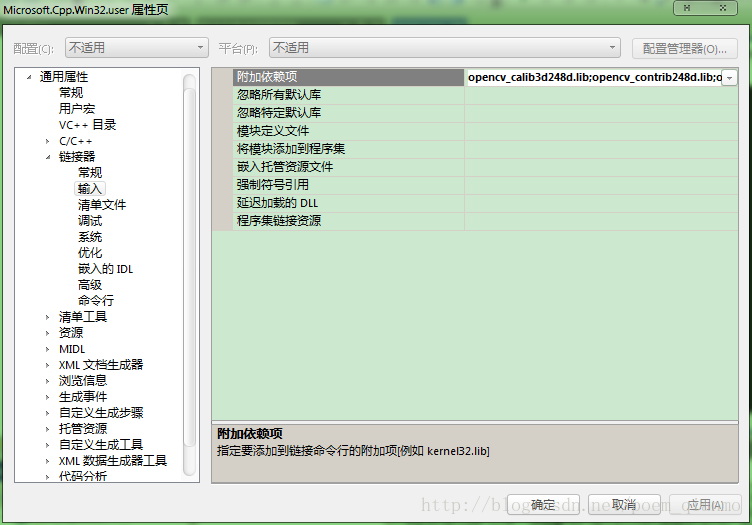 Microsoft.Cpp.Win32.user 属性页
配置(C): 不适用 平台(P): 不适用 配置管理器(O)...
通用属性
常规
用户宏
VC++ 目录
C/C++
链接器
常规
输入
清单文件
调试
系统
优化
嵌入的 IDL
高级
命令行
清单工具
资源
MIDL
XML 文档生成器
浏览信息
生成事件
自定义生成步骤
托管资源
自定义生成工具
XML 数据生成器工具
代码分析
附加依赖项 opencv_calib3d248d.lib;opencv_contrib248d.lib;o
忽略所有默认库
忽略特定默认库
模块定义文件
将模块添加到程序集
嵌入托管资源文件
强制符号引用
延迟加载的 DLL
程序集链接资源
附加依赖项
指定要添加到链接命令行的附加项[例如 kernel32.lib]
确定 取消 应用(A)